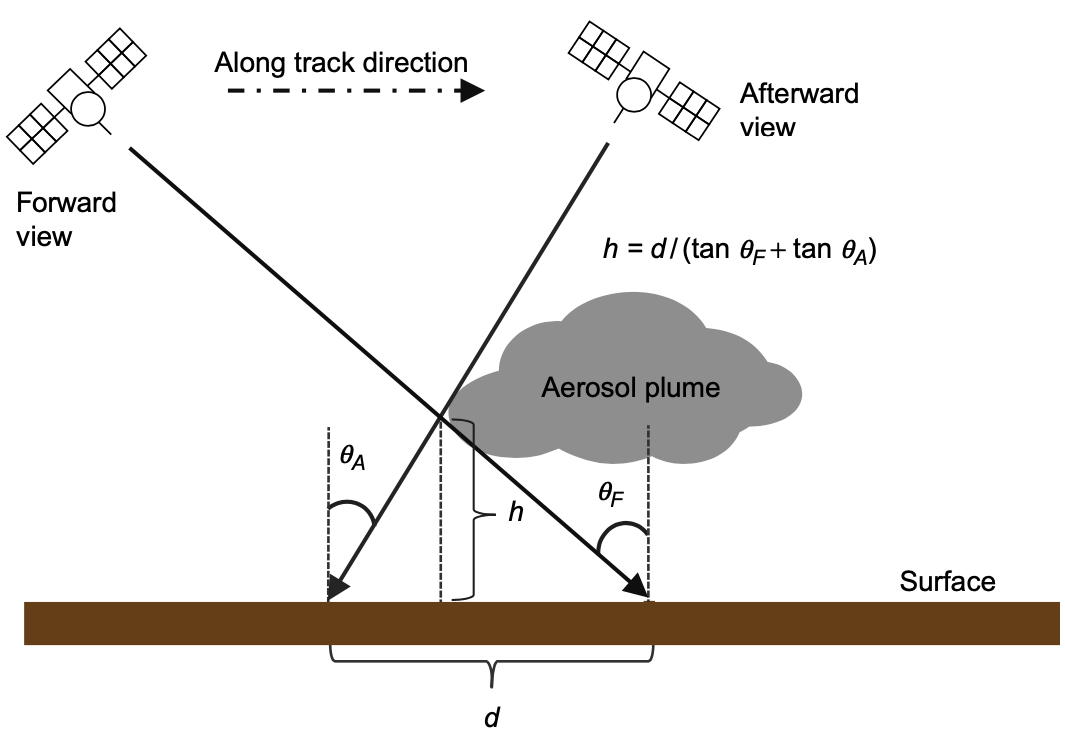 Along track direction
Afterward
view
Forward
view
h = d/(tan θF + tan θA)
Aerosol plume
θA
θF
h
Surface
d